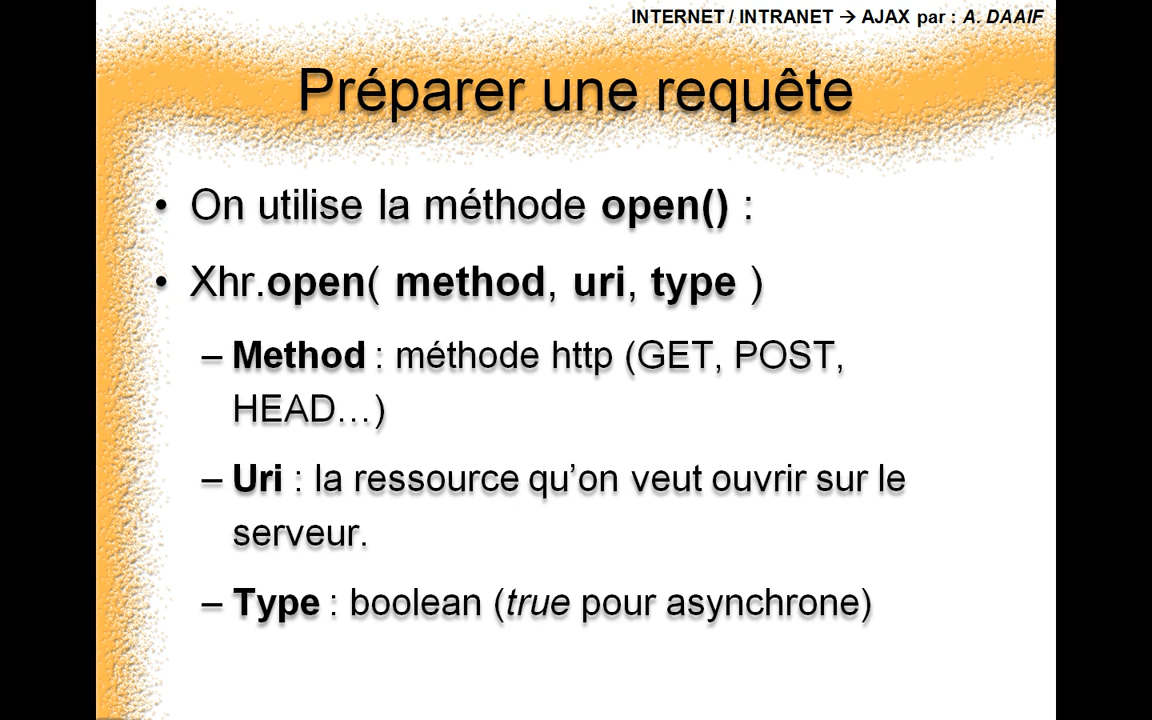 INTERNET / INTRANET → AJAX par : A. DAAIF
Préparer une requête
• On utilise la méthode open() :
• Xhr.open( method, uri, type )
– Method : méthode http (GET, POST,
HEAD…)
– Uri : la ressource qu’on veut ouvrir sur le
serveur.
– Type : boolean (true pour asynchrone)